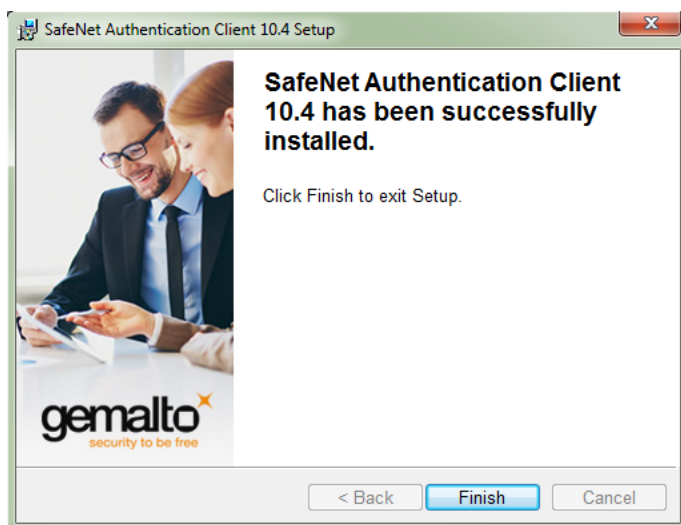 SafeNet Authentication Client 10.4 Setup
SafeNet Authentication Client
10.4 has been successfully
installed.
Click Finish to exit Setup.
gemalto
security to be free
< Back
Finish
Cancel